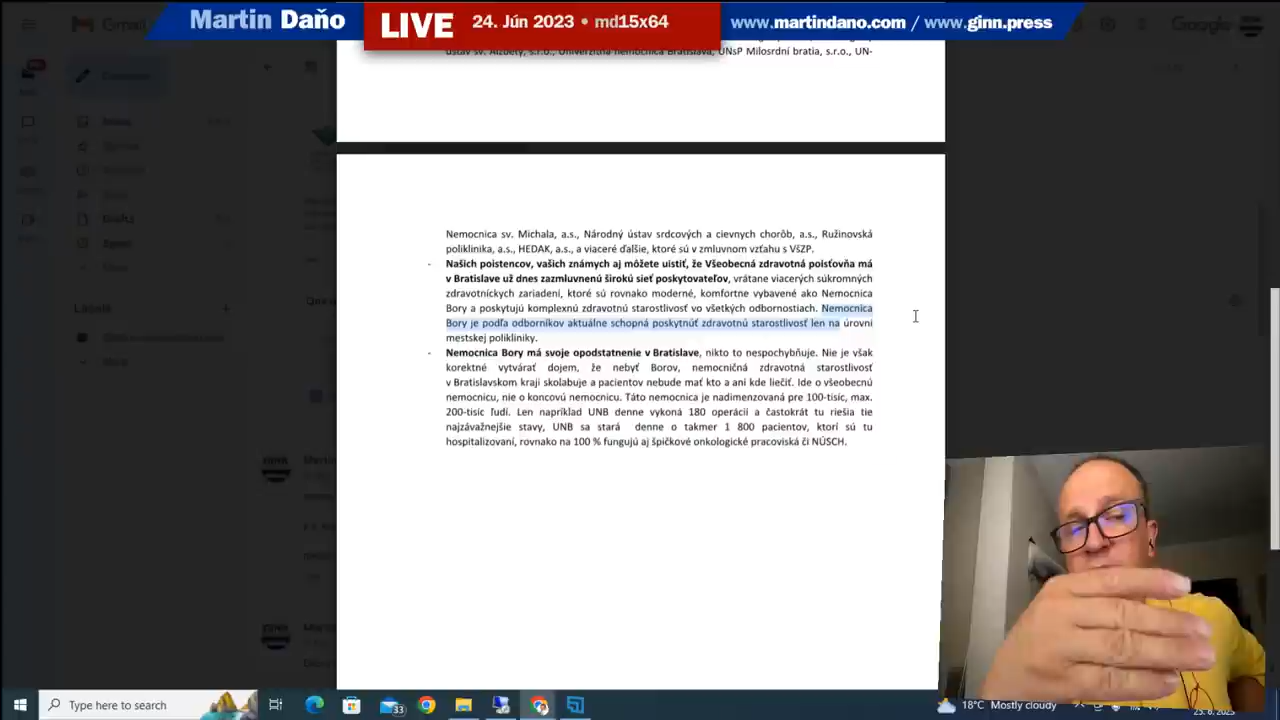 Martin Daňo
LIVE
24. Jún 2023 • md15x64
www.martindano.com / www.ginn.press
Gmail
Google
ústav sv. Alžbety, s.r.o., Univerzitná nemocnica Bratislava, UNsP Milosrdní bratia, s.r.o., UN-
Nemocnica sv. Michala, a.s., Národný ústav srdcových a cievnych chorôb, a.s., Ružinovská
poliklinika, a.s., HEDAK, a.s., a viaceré ďalšie, ktoré sú v zmluvnom vzťahu s VšZP.
- Našich poistencov, vašich známych aj môžete uistiť, že Všeobecná zdravotná poisťovňa má
v Bratislave už dnes zazmluvnenú širokú sieť poskytovateľov, vrátane viacerých súkromných
zdravotníckych zariadení, ktoré sú rovnako moderné, komfortne vybavené ako Nemocnica
Bory a poskytujú komplexnú zdravotnú starostlivosť vo všetkých odbornostiach. Nemocnica
Bory je podľa odborníkov aktuálne schopná poskytnúť zdravotnú starostlivosť len na úrovni
mestskej polikliniky.
- Nemocnica Bory má svoje opodstatnenie v Bratislave, nikto to nespochybňuje. Nie je však
korektné vytvárať dojem, že nebyť Borov, nemocničná zdravotná starostlivosť
v Bratislavskom kraji skolabuje a pacientov nebude mať kto a ani kde liečiť. Ide o všeobecnú
nemocnicu, nie o koncovú nemocnicu. Táto nemocnica je nadimenzovaná pre 100-tisíc, max.
200-tisíc ľudí. Len napríklad UNB denne vykoná 180 operácií a častokrát tu riešia tie
najzávažnejšie stavy, UNB sa stará denne o takmer 1 800 pacientov, ktorí sú tu
hospitalizovaní, rovnako na 100 % fungujú aj špičkové onkologické pracoviská či NÚSCH.
Drafts
Labels
Type here to search
33
18°C Mostly cloudy